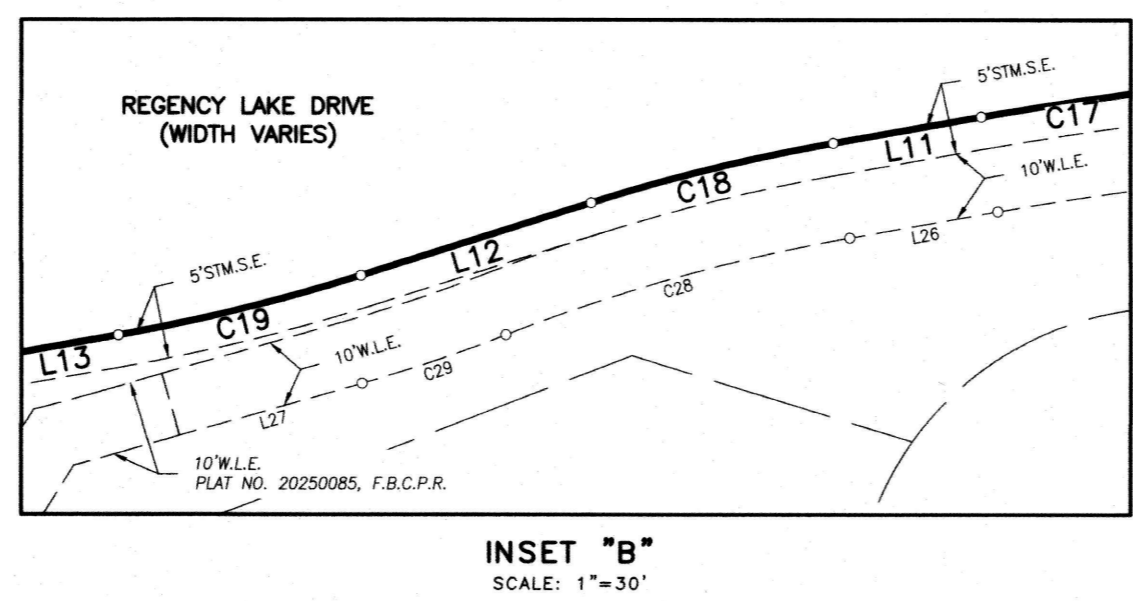 REGENCY LAKE DRIVE
(WIDTH VARIES)
5'STM.S.E.
C17
L11
10'W.L.E.
C18
L26
L12
5'STM.S.E.
C28
C19
10'W.L.E.
L13
C29
L27
10'W.L.E.
PLAT NO. 20250085, F.B.C.P.R.
INSET "B"
SCALE: 1"=30'